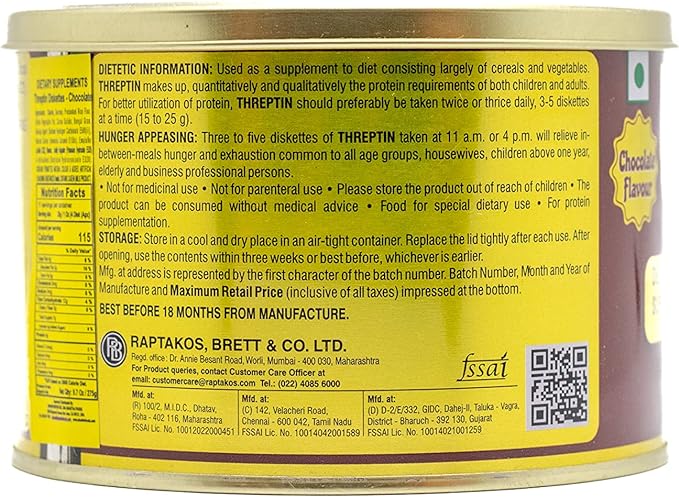 DIETARY SUPPLEMENTS
Threptin Diskettes - Chocolate
Nutrition Facts
Calories 115
% Daily Value*
DIETETIC INFORMATION: Used as a supplement to diet consisting largely of cereals and vegetables.
THREPTIN makes up, quantitatively and qualitatively the protein requirements of both children and adults.
For better utilization of protein, THREPTIN should preferably be taken twice or thrice daily, 3-5 diskettes
at a time (15 to 25 g).
HUNGER APPEASING: Three to five diskettes of THREPTIN taken at 11 a.m. or 4 p.m. will relieve in-
between-meals hunger and exhaustion common to all age groups, housewives, children above one year,
elderly and business professional persons.
• Not for medicinal use • Not for parenteral use • Please store the product out of reach of children • The
product can be consumed without medical advice • Food for special dietary use • For protein
supplementation.
STORAGE: Store in a cool and dry place in an air-tight container. Replace the lid tightly after each use. After
opening, use the contents within three weeks or best before, whichever is earlier.
Mfg. at address is represented by the first character of the batch number. Batch Number, Month and Year of
Manufacture and Maximum Retail Price (inclusive of all taxes) impressed at the bottom.
BEST BEFORE 18 MONTHS FROM MANUFACTURE.
RAPTAKOS, BRETT & CO. LTD.
Regd. office : Dr. Annie Besant Road, Worli, Mumbai - 400 030, Maharashtra
For Product queries, contact Customer Care Officer at
email: customercare@raptakos.com Tel.: (022) 4085 6000
fssai
Mfd. at:
(R) 100/2, M.I.D.C., Dhatav,
Roha - 402 116, Maharashtra
FSSAI Lic. No. 10012022000451
Mfd. at:
(C) 142, Velacheri Road,
Chennai - 600 042, Tamil Nadu
FSSAI Lic. No. 10014042001589
Mfd. at:
(D) D-2/E/332, GIDC, Dahej-II, Taluka - Vagra,
District - Bharuch - 392 130, Gujarat
FSSAI Lic. No. 10014021001259
Chocolate
Flavour